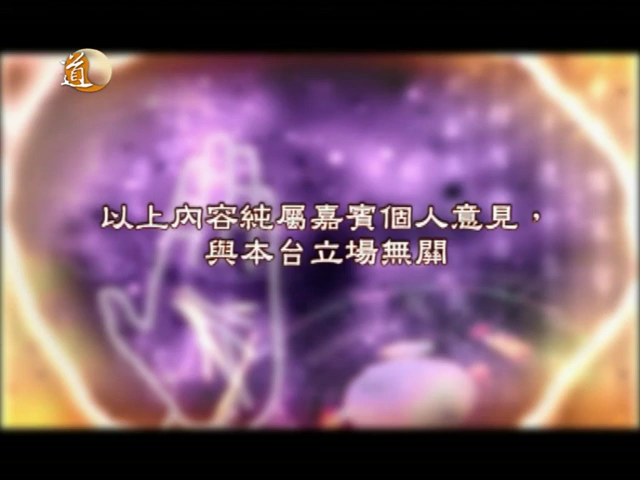 道
以上內容純屬嘉賓個人意見，
與本台立場無關